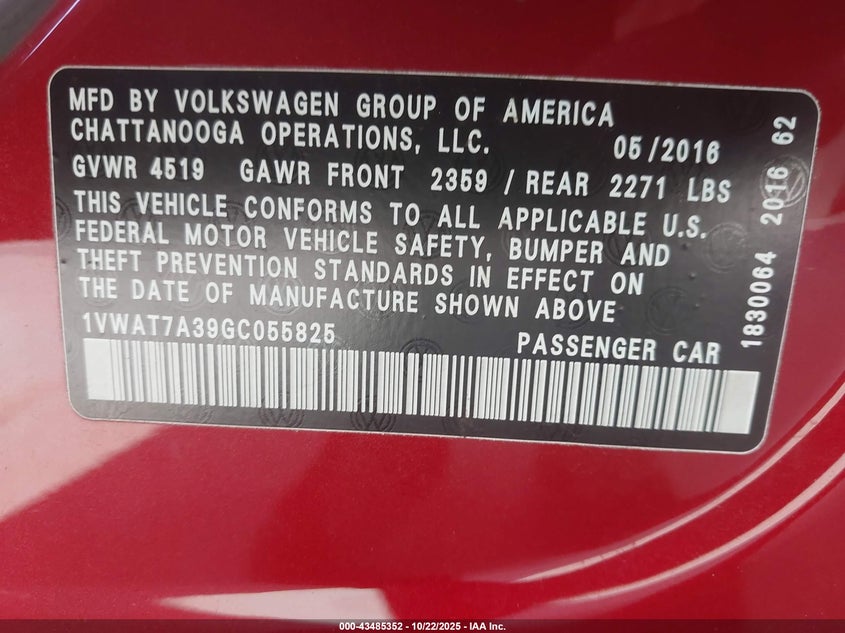 MFD BY VOLKSWAGEN GROUP OF AMERICA
CHATTANOOGA OPERATIONS, LLC. 05/2016
GVWR 4519 GAWR FRONT 2359 / REAR 2271 LBS
THIS VEHICLE CONFORMS TO ALL APPLICABLE U.S.
FEDERAL MOTOR VEHICLE SAFETY, BUMPER AND
THEFT PREVENTION STANDARDS IN EFFECT ON
THE DATE OF MANUFACTURE SHOWN ABOVE
1VWAT7A39GC055825 PASSENGER CAR
1830064 2016 62
000-43485352 | 10/22/2025 - IAA Inc.